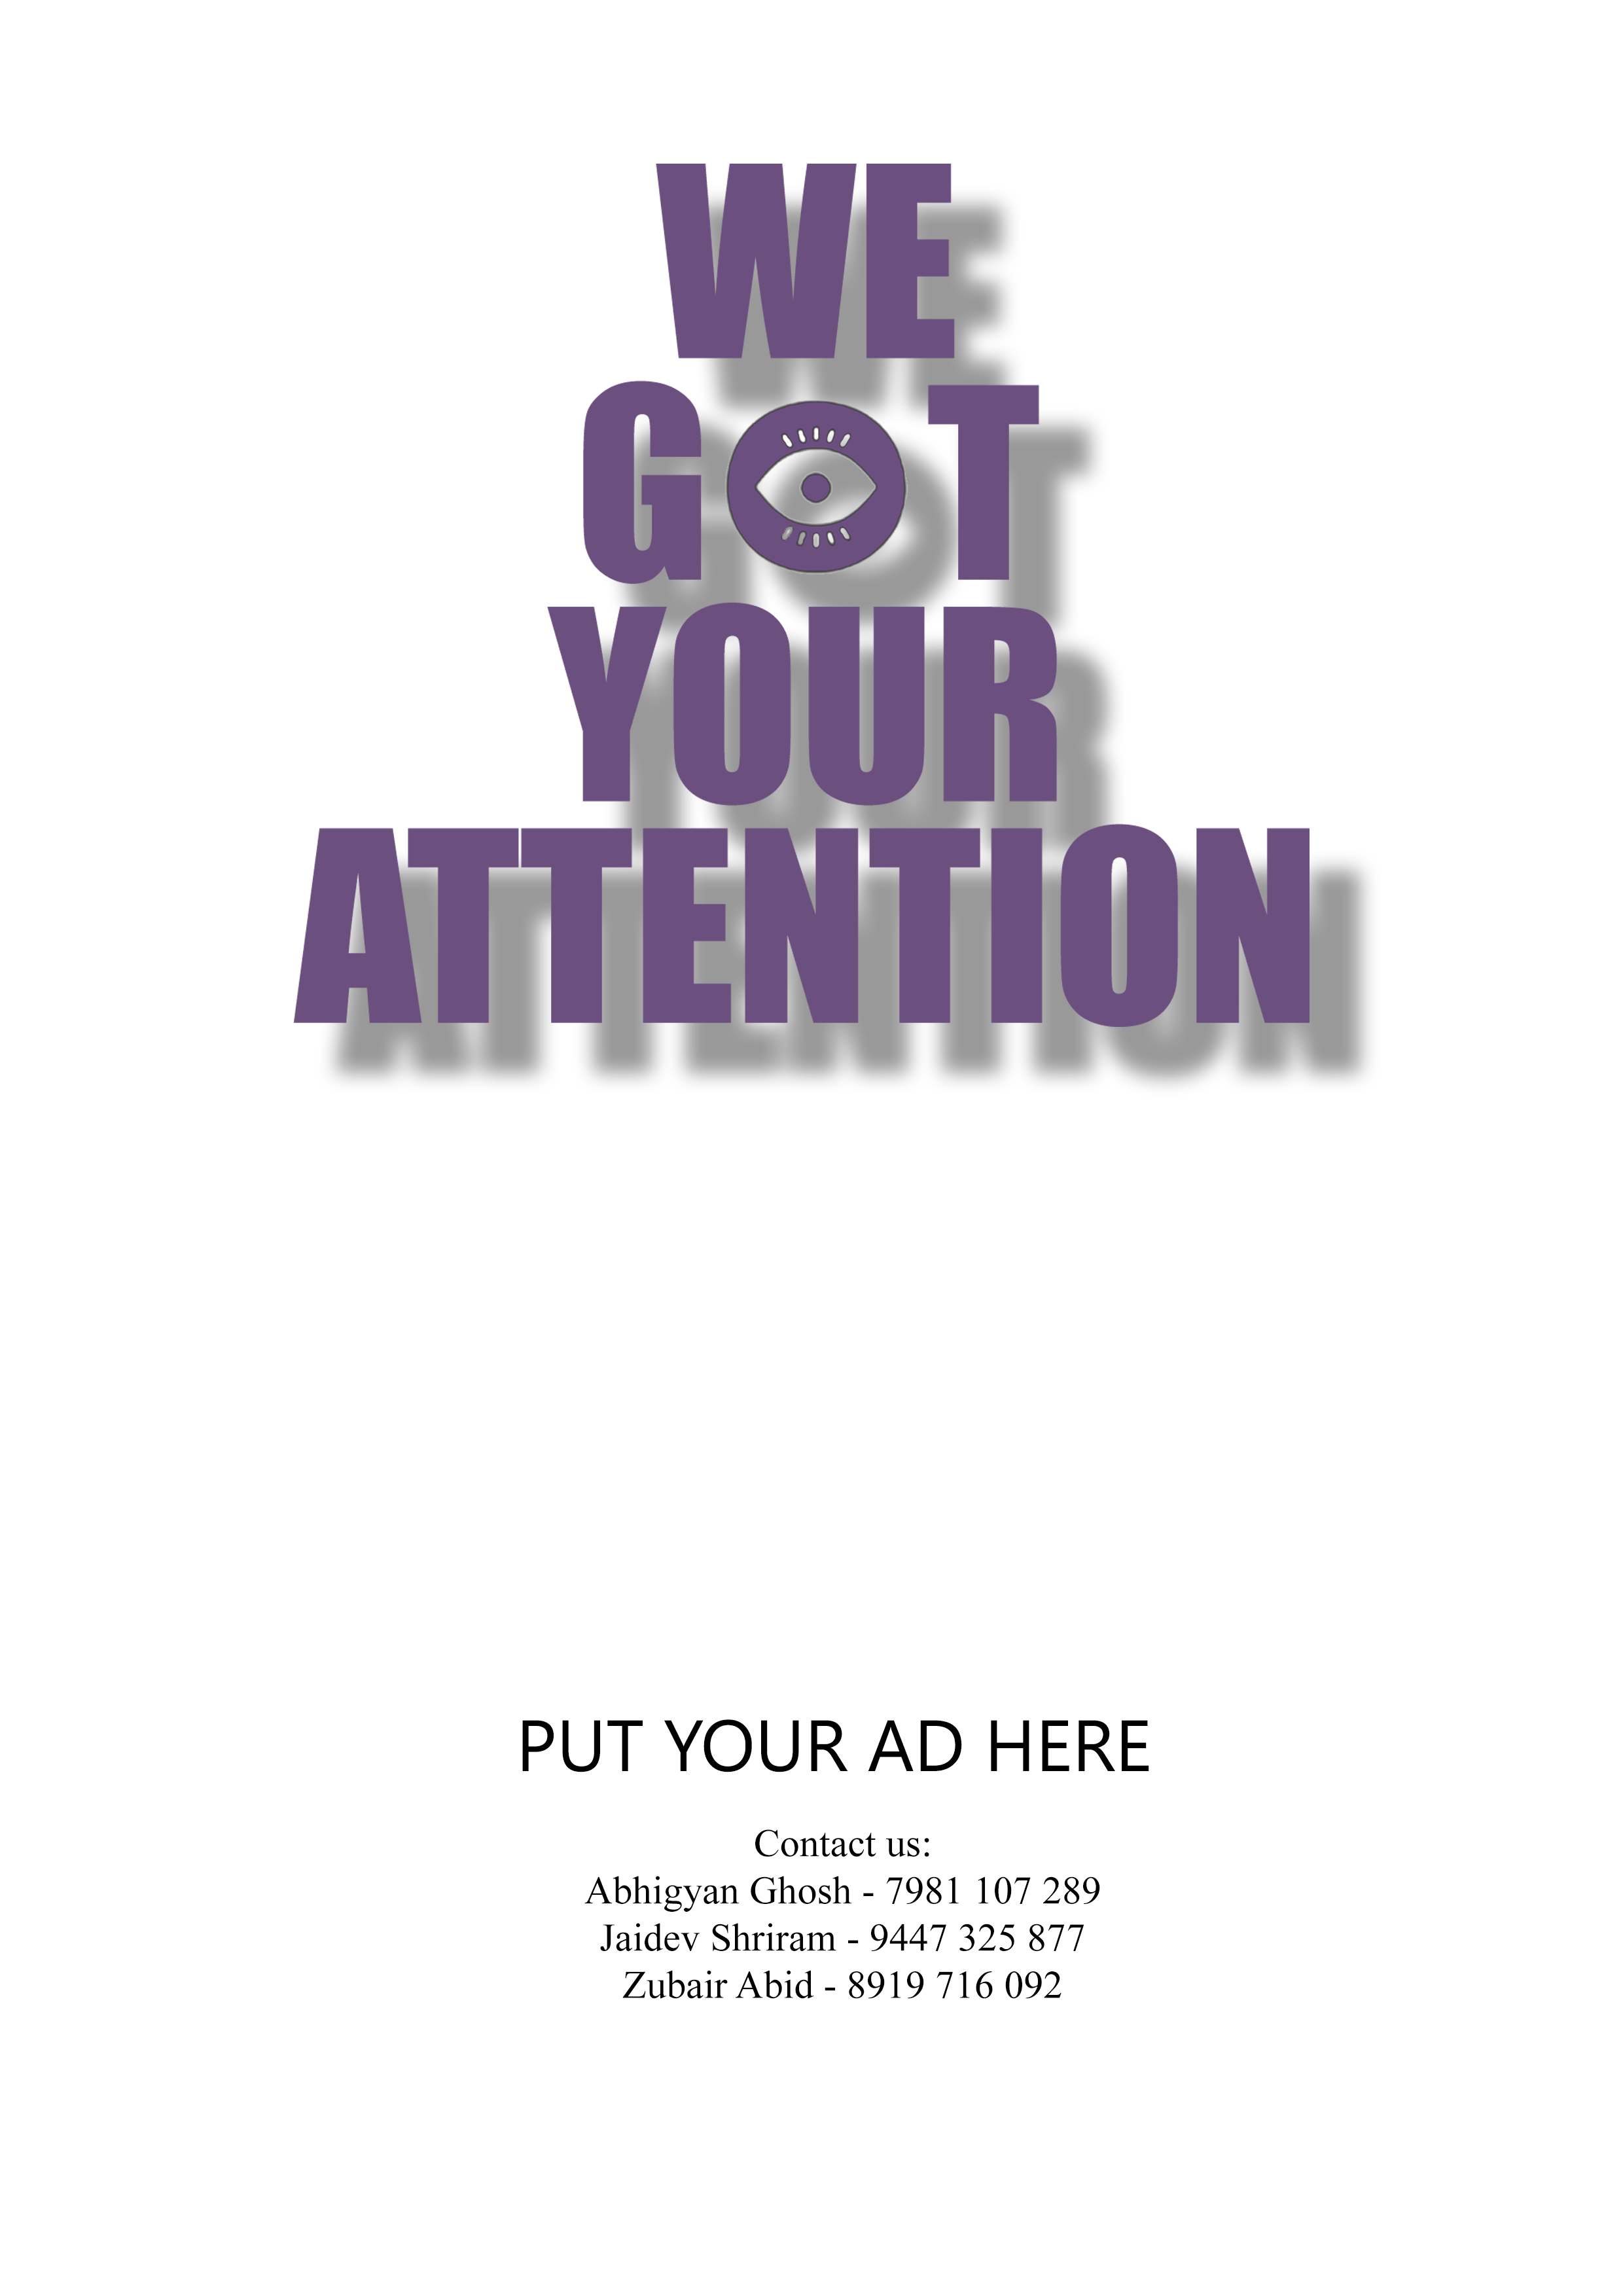 WE
GOT
YOUR
ATTENTION
PUT YOUR AD HERE
Contact us:
Abhigyan Ghosh - 7981 107 289
Jaidev Shriram - 9447 325 877
Zubair Abid - 8919 716 092